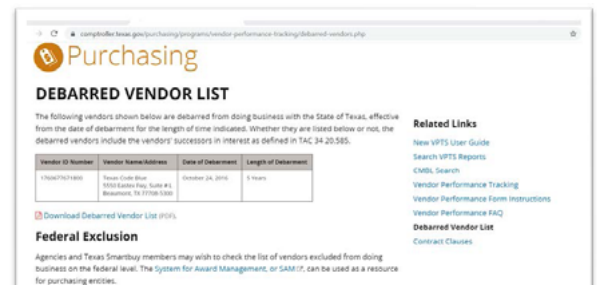 comptroller.texas.gov/purchasing/programs/vendor-performance-tracking/debarred-vendors.php
Purchasing
DEBARRED VENDOR LIST
The following vendors shown below are debarred from doing business with the State of Texas, effective
from the date of debarment for the length of time indicated. Whether they are listed below or not, the
debarred vendors include the vendors' successors in interest as defined in TAC 34 20.585.
Vendor ID Number Vendor Name/Address Date of Debarment Length of Debarment
Texan Code Blue October 24, 2016 5 Years
5550 Eastex Fwy, Suite
Beaumont, TX 77708-5300
Download Debarred Vendor List (PDF).
Federal Exclusion
Agencies and Texas Smartbuy members may wish to check the list of vendors excluded from doing
business on the federal level. The System for Award Management, or SAM, can be used as a resource
for purchasing entities.
Related Links
New VPTS User Guide
Search VPTS Reports
CMBL Search
Vendor Performance Tracking
Vendor Performance Form Instructions
Vendor Performance FAQ
Debarred Vendor List
Contract Clauses